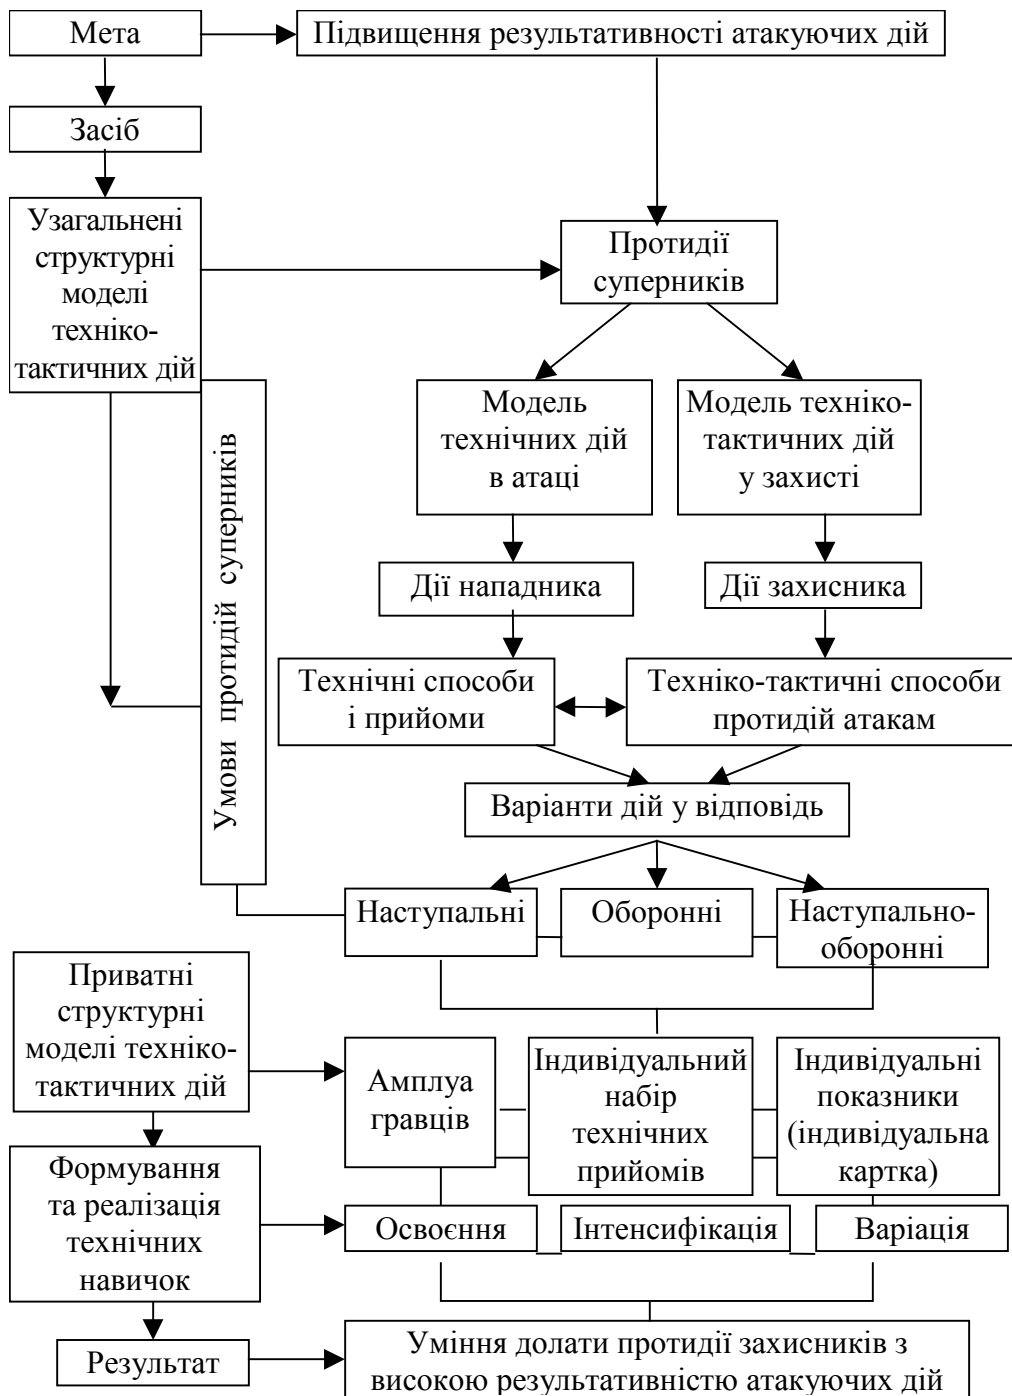 Мета
Підвищення результативності атакуючих дій
Засіб
Узагальнені
структурні
моделі
техніко-
тактичних дій
Протидії
суперників
Умови протидій суперників
Модель
технічних дій
в атаці
Модель техніко-
тактичних дій
у захисті
Дії нападника
Дії захисника
Технічні способи
і прийоми
Техніко-тактичні способи
протидій атакам
Варіанти дій у відповідь
Наступальні
Оборонні
Наступально-
оборонні
Приватні
структурні
моделі техніко-
тактичних дій
Амплуа
гравців
Індивідуальний
набір
технічних
прийомів
Індивідуальні
показники
(індивідуальна
картка)
Формування
та реалізація
технічних
навичок
Освоєння
Інтенсифікація
Варіація
Результат
Уміння долати протидії захисників з
високою результативністю атакуючих дій